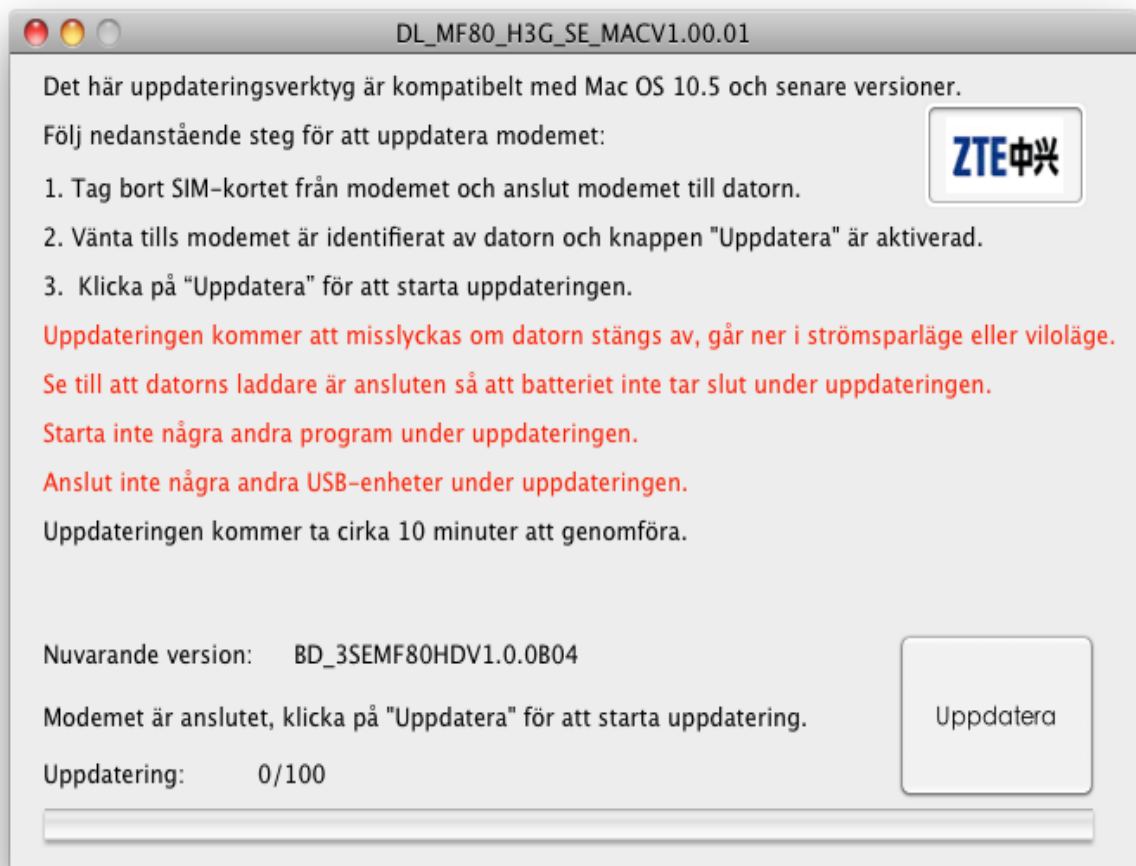 DL_MF80_H3G_SE_MACV1.00.01
Det här uppdateringsverktyg är kompatibelt med Mac OS 10.5 och senare versioner.
Följ nedanstående steg för att uppdatera modemet:
ZTE中兴
1. Tag bort SIM-kortet från modemet och anslut modemet till datorn.
2. Vänta tills modemet är identifierat av datorn och knappen "Uppdatera" är aktiverad.
3.  Klicka på “Uppdatera” för att starta uppdateringen.
Uppdateringen kommer att misslyckas om datorn stängs av, går ner i strömsparläge eller viloläge.
Se till att datorns laddare är ansluten så att batteriet inte tar slut under uppdateringen.
Starta inte några andra program under uppdateringen.
Anslut inte några andra USB-enheter under uppdateringen.
Uppdateringen kommer ta cirka 10 minuter att genomföra.
Nuvarande version: BD_3SEMF80HDV1.0.0B04
Modemet är anslutet, klicka på "Uppdatera" för att starta uppdatering.
Uppdatera
Uppdatering: 0/100